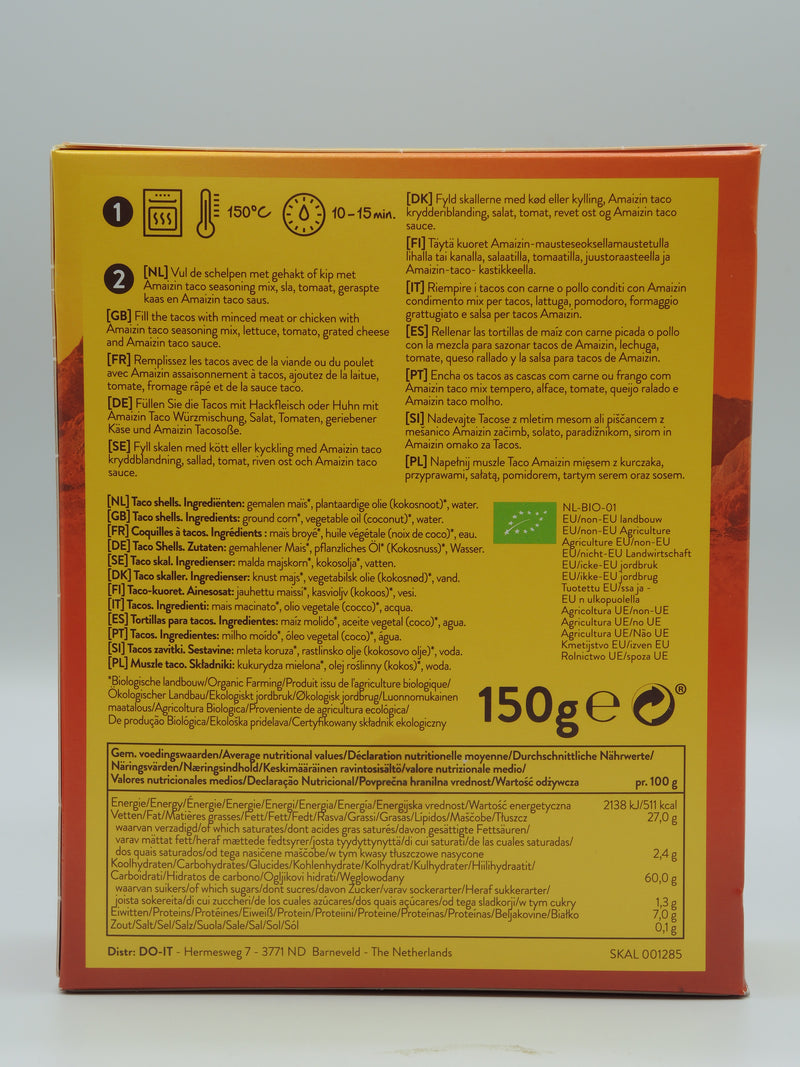 1
150°C
10-15min.
2
[NL] Vul de schelpen met gehakt of kip met
Amaizin taco seasoning mix, sla, tomaat, geraspte
kaas en Amaizin taco saus.
[GB] Fill the tacos with minced meat or chicken with
Amaizin taco seasoning mix, lettuce, tomato, grated cheese
and Amaizin taco sauce.
[FR] Remplissez les tacos avec de la viande ou du poulet
avec Amaizin assaisonnement à tacos, ajoutez de la laitue,
tomate, fromage râpé et de la sauce taco.
[DE] Füllen Sie die Tacos mit Hackfleisch oder Huhn mit
Amaizin Taco Würzmischung, Salat, Tomaten, geriebener
Käse und Amaizin Tacosoße.
[SE] Fyll skalen med kött eller kyckling med Amaizin taco
kryddblandning, sallad, tomat, riven ost och Amaizin taco
sauce.
[DK] Fyld skallerne med kød eller kylling, Amaizin taco
krydderiblanding, salat, tomat, revet ost og Amaizin taco
sauce.
[FI] Täytä kuoret Amaizin-mausteseoksellamaustetulla
lihalla tai kanalla, salaatilla, tomaatilla, juustoraasteella ja
Amaizin-taco- kastikkeella.
[IT] Riempire i tacos con carne o pollo conditi con Amaizin
condimento mix per tacos, lattuga, pomodoro, formaggio
grattugiato e salsa per tacos Amaizin.
[ES] Rellenar las tortillas de maíz con carne picada o pollo
con la mezcla para sazonar tacos de Amaizin, lechuga,
tomate, queso rallado y la salsa para tacos de Amaizin.
[PT] Encha os tacos as cascas com carne ou frango com
Amaizin taco mix tempero, alface, tomate, queijo ralado e
Amaizin taco molho.
[SI] Nadevajte Tacose z mletim mesom ali piščancem z
mešanico Amaizin začimb, solato, paradižnikom, sirom in
Amaizin omako za Tacos.
[PL] Napełnij muszle Taco Amaizin mięsem z kurczaka,
przyprawami, sałatą, pomidorem, tartym serem oraz sosem.
[NL] Taco shells. Ingrediënten: gemalen maïs*, plantaardige olie (kokosnoot)*, water.
[GB] Taco shells. Ingredients: ground corn*, vegetable oil (coconut)*, water.
[FR] Coquilles à tacos. Ingrédients : maïs broyé*, huile végétale (noix de coco)*, eau.
[DE] Taco Shells. Zutaten: gemahlener Mais*, pflanzliches Öl* (Kokosnuss)*, Wasser.
[SE] Taco skal. Ingredienser: malda majskorn*, kokosolja*, vatten.
[DK] Taco skaller. Ingredienser: knust majs*, vegetabilsk olie (kokosnød)*, vand.
[FI] Taco-kuoret. Ainesosat: jauhettu maissi*, kasvioljy (kokoos)*, vesi.
[IT] Tacos. Ingredienti: mais macinato*, olio vegetale (cocco)*, acqua.
[ES] Tortillas para tacos. Ingredientes: maíz molido*, aceite vegetal (coco)*, agua.
[PT] Tacos. Ingredientes: milho moído*, óleo vegetal (coco)*, água.
[SI] Tacos zavitki. Sestavine: mleta koruza*, rastlinsko olje (kokosovo olje)*, voda.
[PL] Muszle taco. Składniki: kukurydza mielona*, olej roślinny (kokos)*, woda.
*Biologische landbouw/Organic Farming/Produit issu de l'agriculture biologique/
Ökologischer Landbau/Ekologiskt jordbruk/Økologisk jordbrug/Luonnomukainen
maatalous/Agricoltura Biologica/Proveniente de agricultura ecológica/
De produção Biológica/Ekološka pridelava/Certyfikowany składnik ekologiczny
NL-BIO-01
EU/non-EU landbouw
EU/non-EU Agriculture
Agriculture EU/non-EU
EU/nicht-EU Landwirtschaft
EU/icke-EU jordbruk
EU/ikke-EU jordbrug
Tuotettu EU/ssa ja -
EU n ulkopuolella
Agricoltura UE/non-UE
Agricultura UE/no UE
Agricultura UE/Não UE
Kmetijstvo EU/izven EU
Rolnictwo UE/spoza UE
150g e ®
Gem. voedingswaarden/Average nutritional values/Déclaration nutritionelle moyenne/Durchschnittliche Nährwerte/
Näringsvärden/Næringsindhold/Keskimääräinen ravintosisältö/valore nutrizionale medio/
Valores nutricionales medios/Declaração Nutricional/Povprečna hranilna vrednost/Wartość odżywcza pr. 100 g
Energie/Energy/Énergie/Energie/Energi/Energia/Energía/Energia/Energijska vrednost/Wartość energetyczna 2138 kJ/511 kcal
Vetten/Fat/Matières grasses/Fett/Fett/Fedt/Rasva/Grassi/Grasas/Lipidos/Maščobe/Tłuszcz 27,0 g
waarvan verzadigd/of which saturates/dont acides gras saturés/davon gesättigte Fettsäuren/
varav mättat fett/heraf mættede fedtsyrer/josta tyydyttynyttä/di cui saturati/de las cuales saturadas/
dos quais saturados/od tega nasičene maščobe/w tym kwasy tłuszczowe nasycone 2,4 g
Koolhydraten/Carbohydrates/Glucides/Kohlenhydrate/Kolhydrat/Kulhydrater/Hiilihydraatit/
Carboidrati/Hidratos de carbono/Ogljikovi hidrati/Węglowodany 60,0 g
waarvan suikers/of which sugars/dont sucres/davon Zucker/varav sockerarter/Heraf sukkerarter/
josta sokereita/di cui zuccheri/de los cuales azúcares/dos quais açúcares/od tega sladkorji/w tym cukry 1,3 g
Eiwitten/Proteins/Protéines/Eiweiß/Protein/Proteiini/Proteine/Proteínas/Proteínas/Beljakovine/Białko 7,0 g
Zout/Salt/Sel/Salz/Suola/Sale/Sal/Sol/Sól 0,1 g
Distr: DO-IT - Hermesweg 7 - 3771 ND Barneveld - The Netherlands SKAL 001285